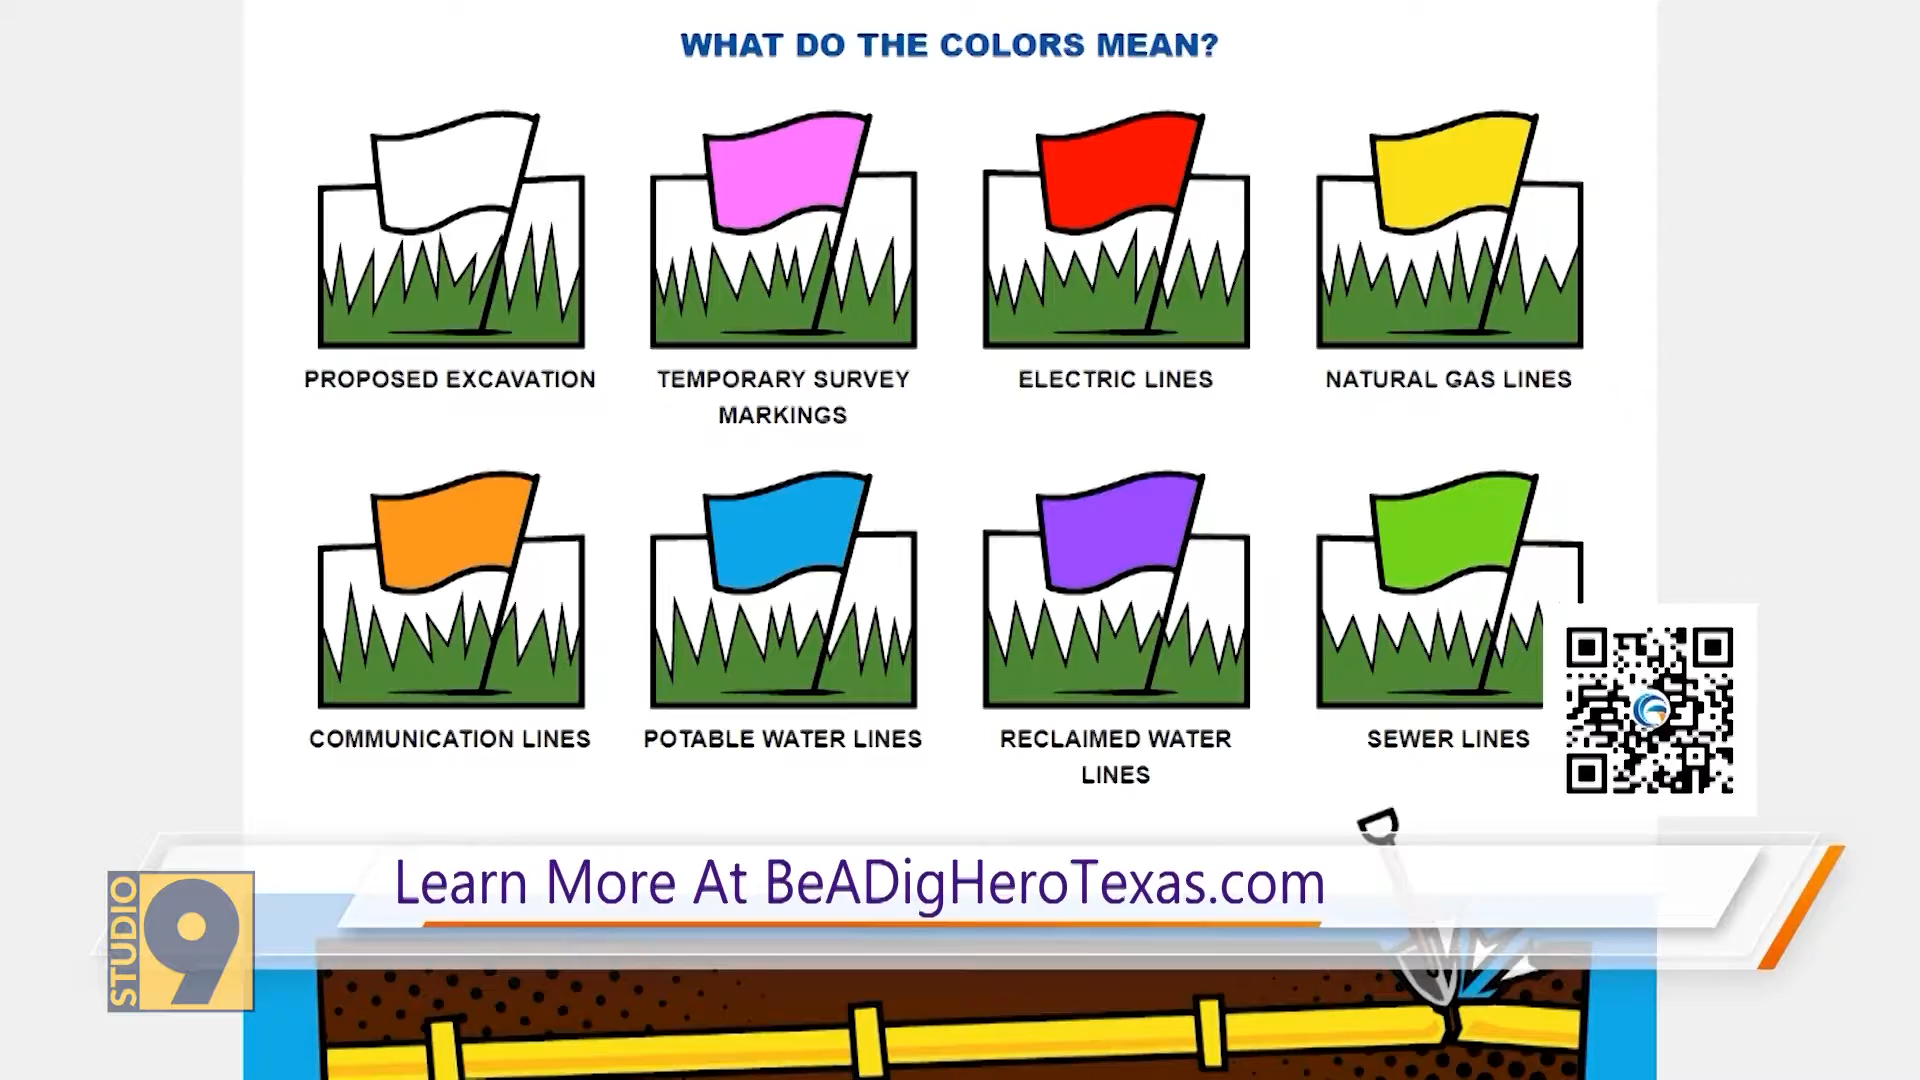 WHAT DO THE COLORS MEAN?
PROPOSED EXCAVATION
TEMPORARY SURVEY
MARKINGS
ELECTRIC LINES
NATURAL GAS LINES
COMMUNICATION LINES
POTABLE WATER LINES
RECLAIMED WATER
LINES
SEWER LINES
Learn More At BeADigHeroTexas.com
STUDIO
9